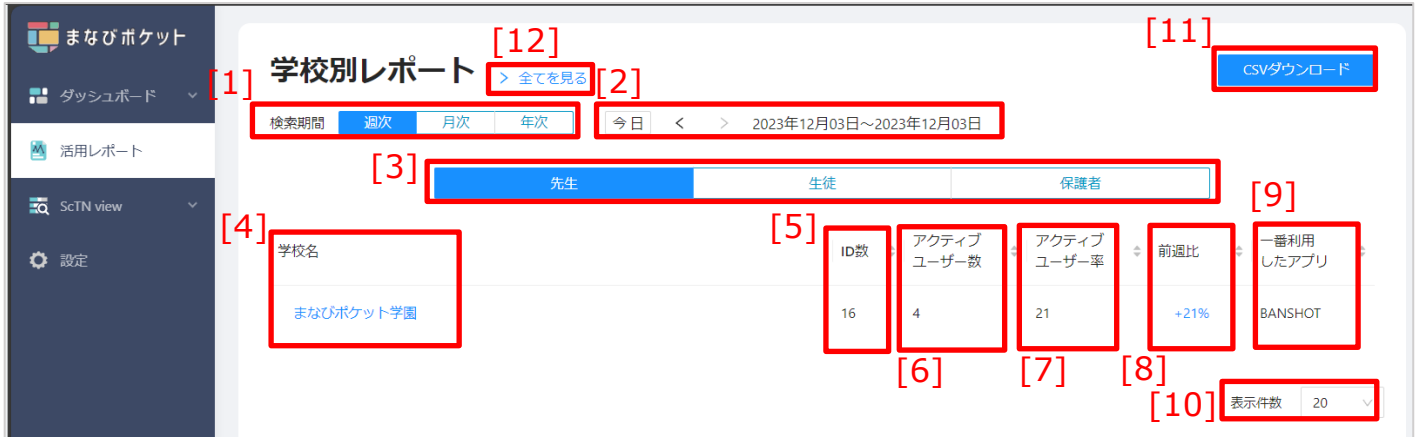 まなびポケット
ダッシュボード
活用レポート
ScTN view
設定
[12]
[11]
学校別レポート > 全てを見る
CSVダウンロード
[1]
[2]
検索期間 週次 月次 年次 今日 < > 2023年12月03日~2023年12月03日
[3]
先生 生徒 保護者
[4]
[5]
[9]
学校名 ID数 アクティブ
ユーザー数 アクティブ
ユーザー率 前週比 一番利用
したアプリ
まなびポケット学園 16 4 21 +21% BANSHOT
[6]
[7]
[8]
[10]
表示件数 20